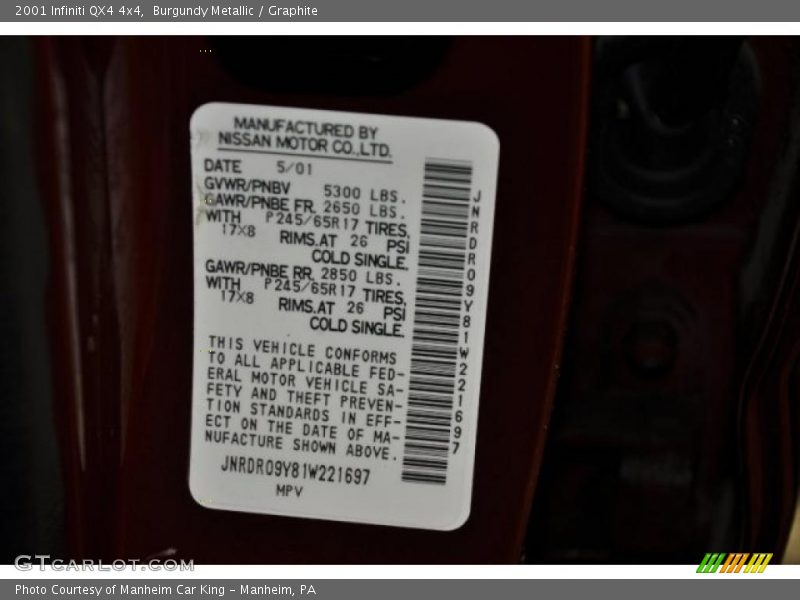 2001 Infiniti QX4 4x4,  Burgundy Metallic / Graphite
MANUFACTURED BY
NISSAN MOTOR CO.,LTD.
DATE 5/01
GVWR/PNBV 5300 LBS.
GAWR/PNBE FR. 2650 LBS.
WITH P245/65R17 TIRES,
17X8 RIMS,AT 26 PSI
COLD SINGLE.
GAWR/PNBE RR. 2850 LBS.
WITH P245/65R17 TIRES,
17X8 RIMS,AT 26 PSI
COLD SINGLE.
THIS VEHICLE CONFORMS
TO ALL APPLICABLE FED-
ERAL MOTOR VEHICLE SA-
FETY AND THEFT PREVEN-
TION STANDARDS IN EFF-
ECT ON THE DATE OF MA-
NUFACTURE SHOWN ABOVE.
JNRDR09Y81W221697
MPV
JNRDR09Y81W221697
GTCARLOT.COM
Photo Courtesy of Manheim Car King - Manheim, PA